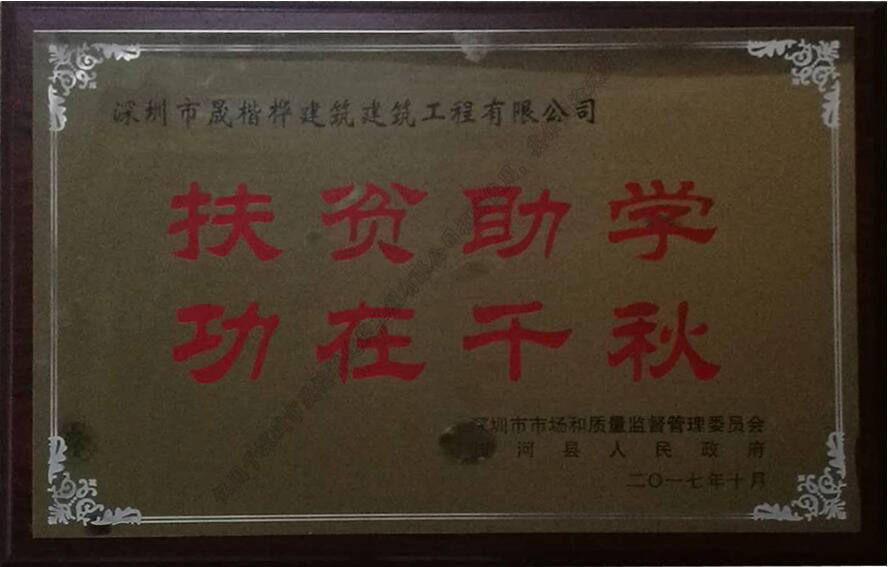 深圳市晟楷桦建筑建筑工程有限公司
扶贫助学
功在千秋
深圳市市场和质量监督管理委员会
河县人民政府
二〇一七年十月